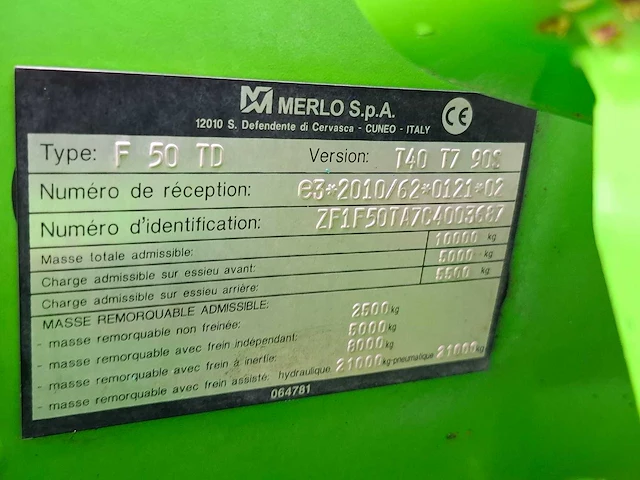 MERLO S.p.A.
12010 S. Defendente di Cervasca - CUNEO - ITALY
CE
Type: F 50 TD Version: T40 T7 90S
Numéro de réception: e3*2010/62*0121*02
Numéro d'identification: ZF1F50TA7C4003687
Masse totale admissible: 10000 kg
Charge admissible sur essieu avant: 5000 kg
Charge admissible sur essieu arrière: 5500 kg
MASSE REMORQUABLE ADMISSIBLE:
- masse remorquable non freinée: 2500 kg
- masse remorquable avec frein indépendant: 5000 kg
- masse remorquable avec frein à inertie: 8000 kg
- masse remorquable avec frein assisté: hydraulique 21000 kg-pneumatique 21000 kg
064781